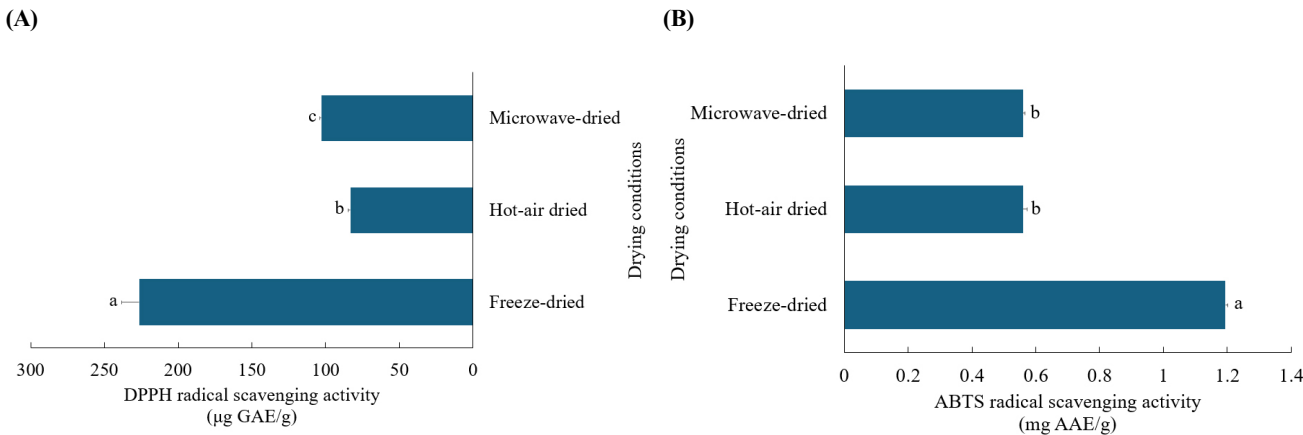 (A)
c
Microwave-dried
b
Hot-air dried
a
Freeze-dried
Drying conditions
300 250 200 150 100 50 0
DPPH radical scavenging activity
(µg GAE/g)
(B)
Drying conditions
Microwave-dried
b
Hot-air dried
b
Freeze-dried
a
0 0.2 0.4 0.6 0.8 1 1.2 1.4
ABTS radical scavenging activity
(mg AAE/g)